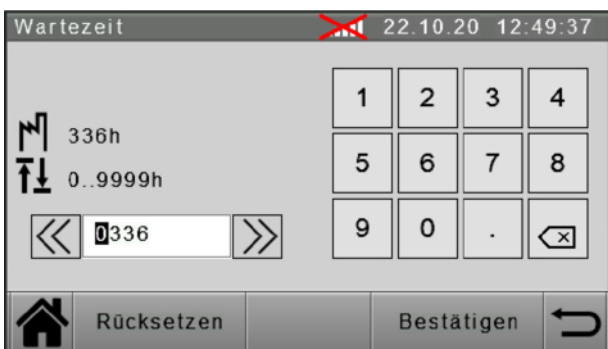 Wartezeit 22.10.20 12:49:37
336h
0..9999h
0336
1 2 3 4
5 6 7 8
9 0 .
Rücksetzen Bestätigen